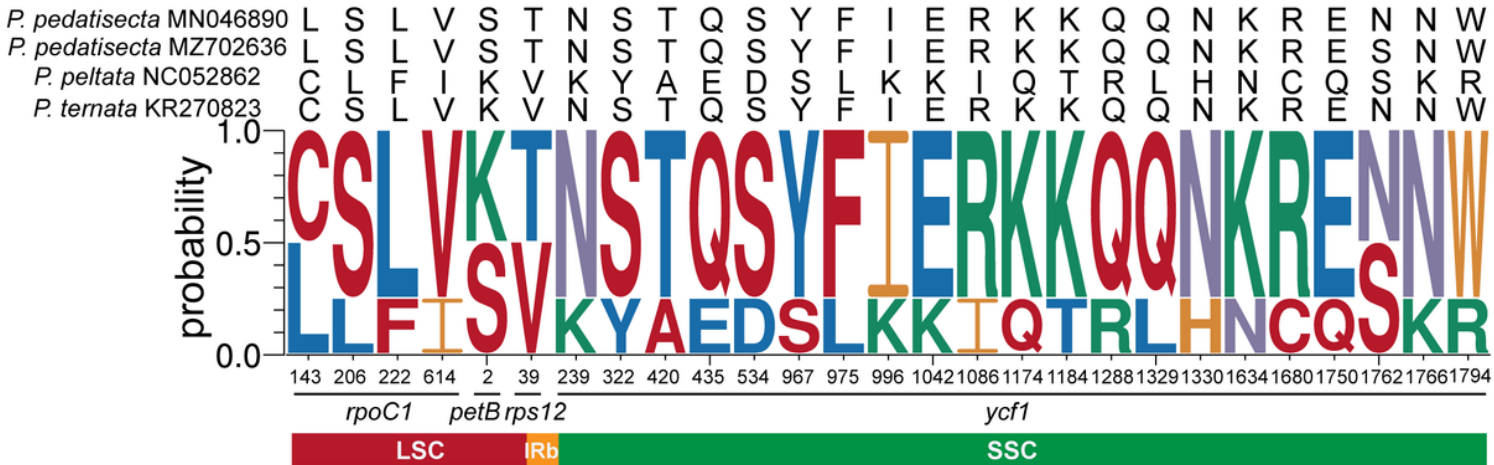 P. pedatisecta MN046890 L S L V S T N S T Q S Y F I E R K K Q Q N K R E N N W
P. pedatisecta MZ702636 L S L V S T N S T Q S Y F I E R K K Q Q N K R E S N W
P. peltata NC052862 C L F I K V K Y A E D S L K K I Q T R L H N C Q S K R
P. ternata KR270823 C S L V K V N S T Q S Y F I E R K K Q Q N K R E N N W
probability
1.0
0.5
0.0
C S L V K T N S T Q S Y F I E R K K Q Q N K R E N N W
L L F I S V K Y A E D S L K K I Q T R L H N C Q S K R
143 206 222 614 2 39 239 322 420 435 534 967 975 996 1042 1086 1174 1184 1288 1329 1330 1634 1680 1750 1762 1766 1794
rpoC1 petB rps12 ycf1
LSC IRb SSC